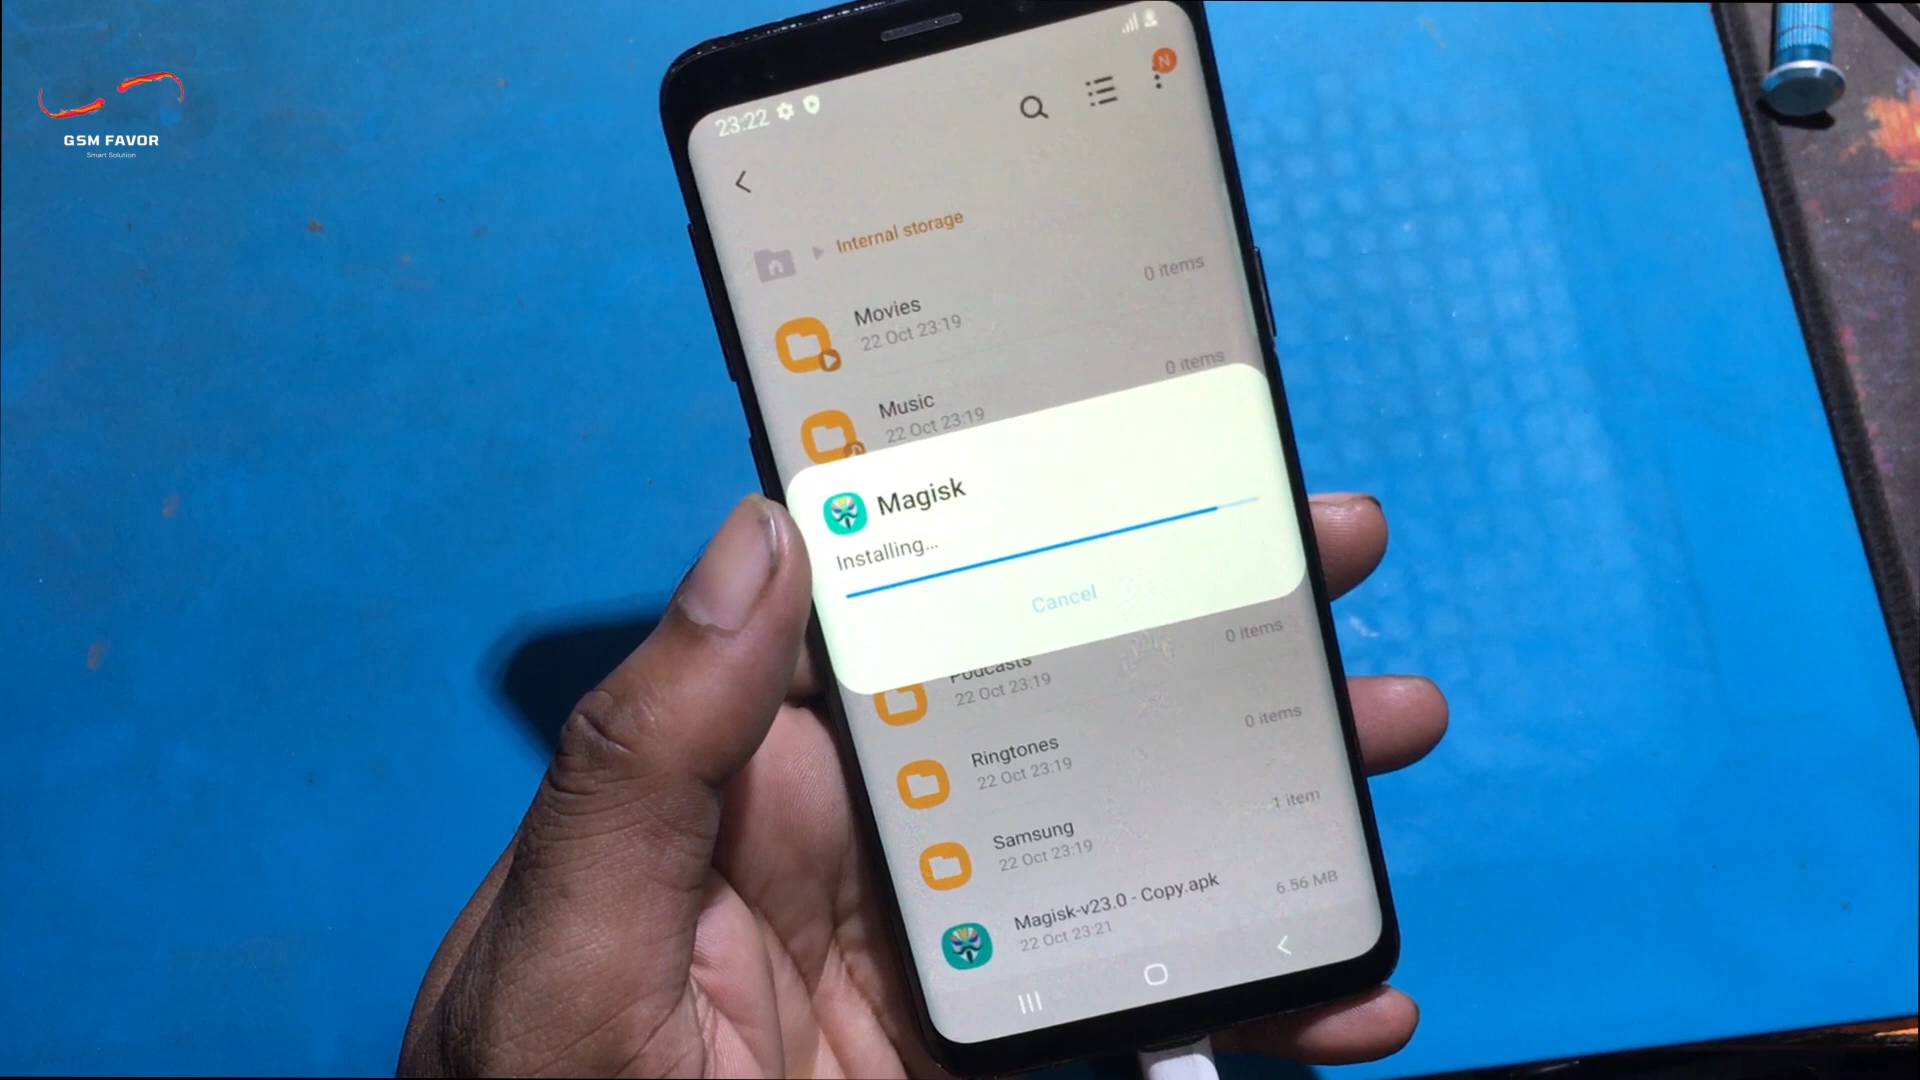 GSM FAVOR
Smart Solution
23:22
N
Internal storage
Movies
0 items
22 Oct 23:19
Music
0 items
22 Oct 23:19
Magisk
Installing...
Cancel
Podcasts
0 items
22 Oct 23:19
Ringtones
0 items
22 Oct 23:19
Samsung
1 item
22 Oct 23:19
Magisk-v23.0 - Copy.apk
6.56 MB
22 Oct 23:21